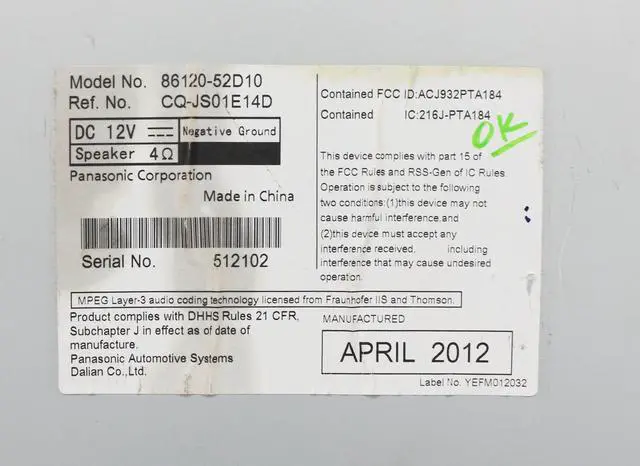 Model No. 86120-52D10
Ref. No. CQ-JS01E14D
DC 12V ⎓ Negative Ground
Speaker 4Ω
Panasonic Corporation
Made in China
Serial No. 512102
Contained FCC ID:ACJ932PTA184
Contained IC:216J-PTA184
OK
This device complies with part 15 of
the FCC Rules and RSS-Gen of IC Rules.
Operation is subject to the following
two conditions:(1)this device may not
cause harmful interference,and
(2)this device must accept any
interference received, including
interference that may cause undesired
operation.
MPEG Layer-3 audio coding technology licensed from Fraunhofer IIS and Thomson.
Product complies with DHHS Rules 21 CFR,
Subchapter J in effect as of date of
manufacture.
Panasonic Automotive Systems
Dalian Co.,Ltd.
MANUFACTURED
APRIL 2012
Label No. YEFM012032